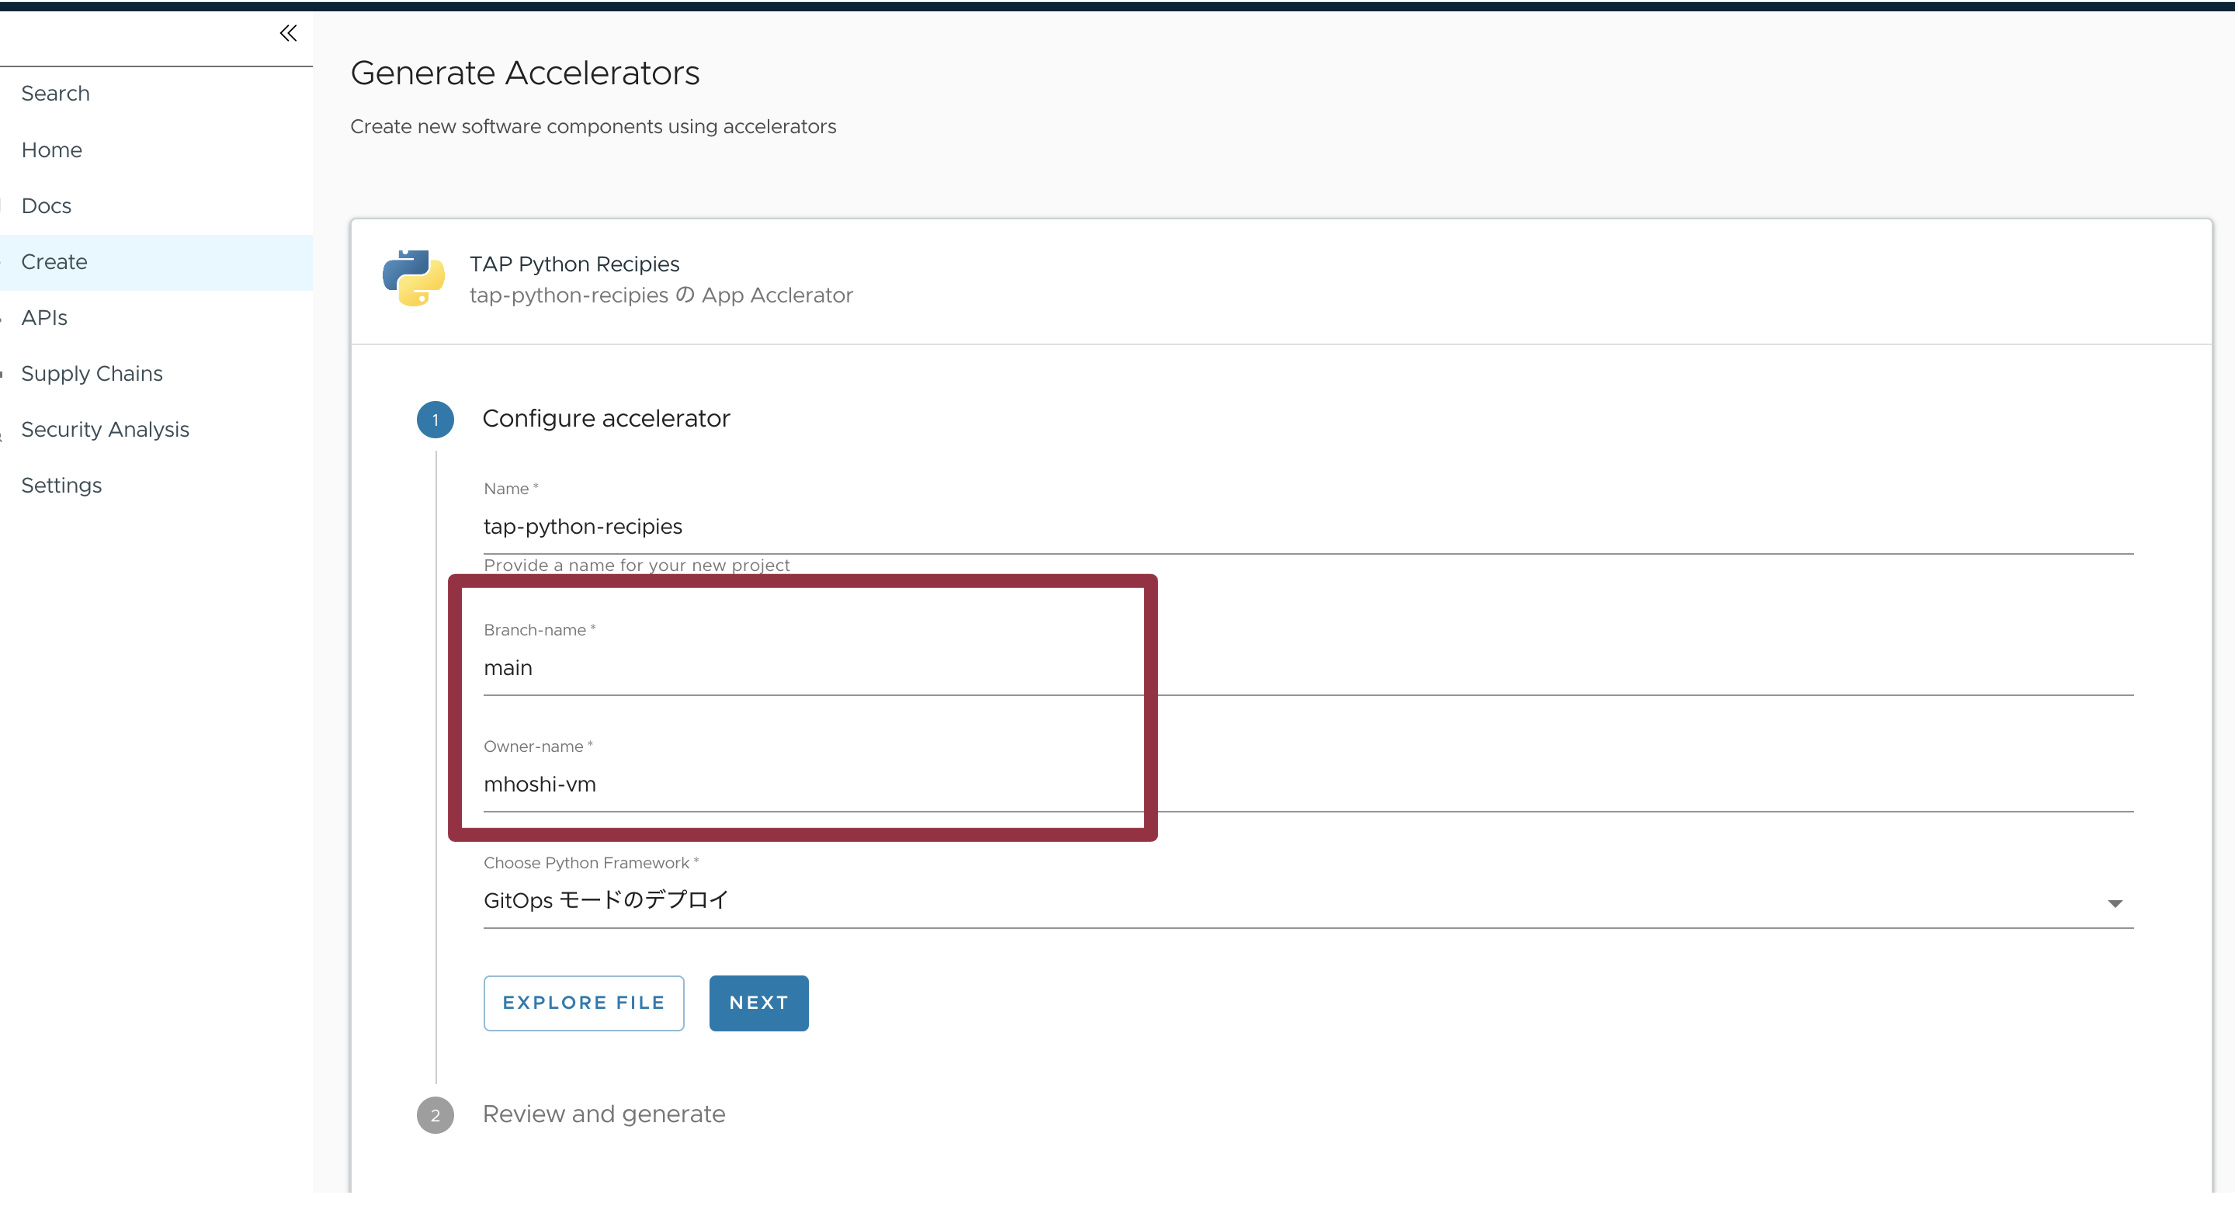 Search
Home
Docs
Create
APIs
Supply Chains
Security Analysis
Settings
Generate Accelerators
Create new software components using accelerators
TAP Python Recipies
tap-python-recipies の App Acclerator
1 Configure accelerator
Name *
tap-python-recipies
Provide a name for your new project
Branch-name *
main
Owner-name *
mhoshi-vm
Choose Python Framework *
GitOps モードのデプロイ
EXPLORE FILE NEXT
2 Review and generate